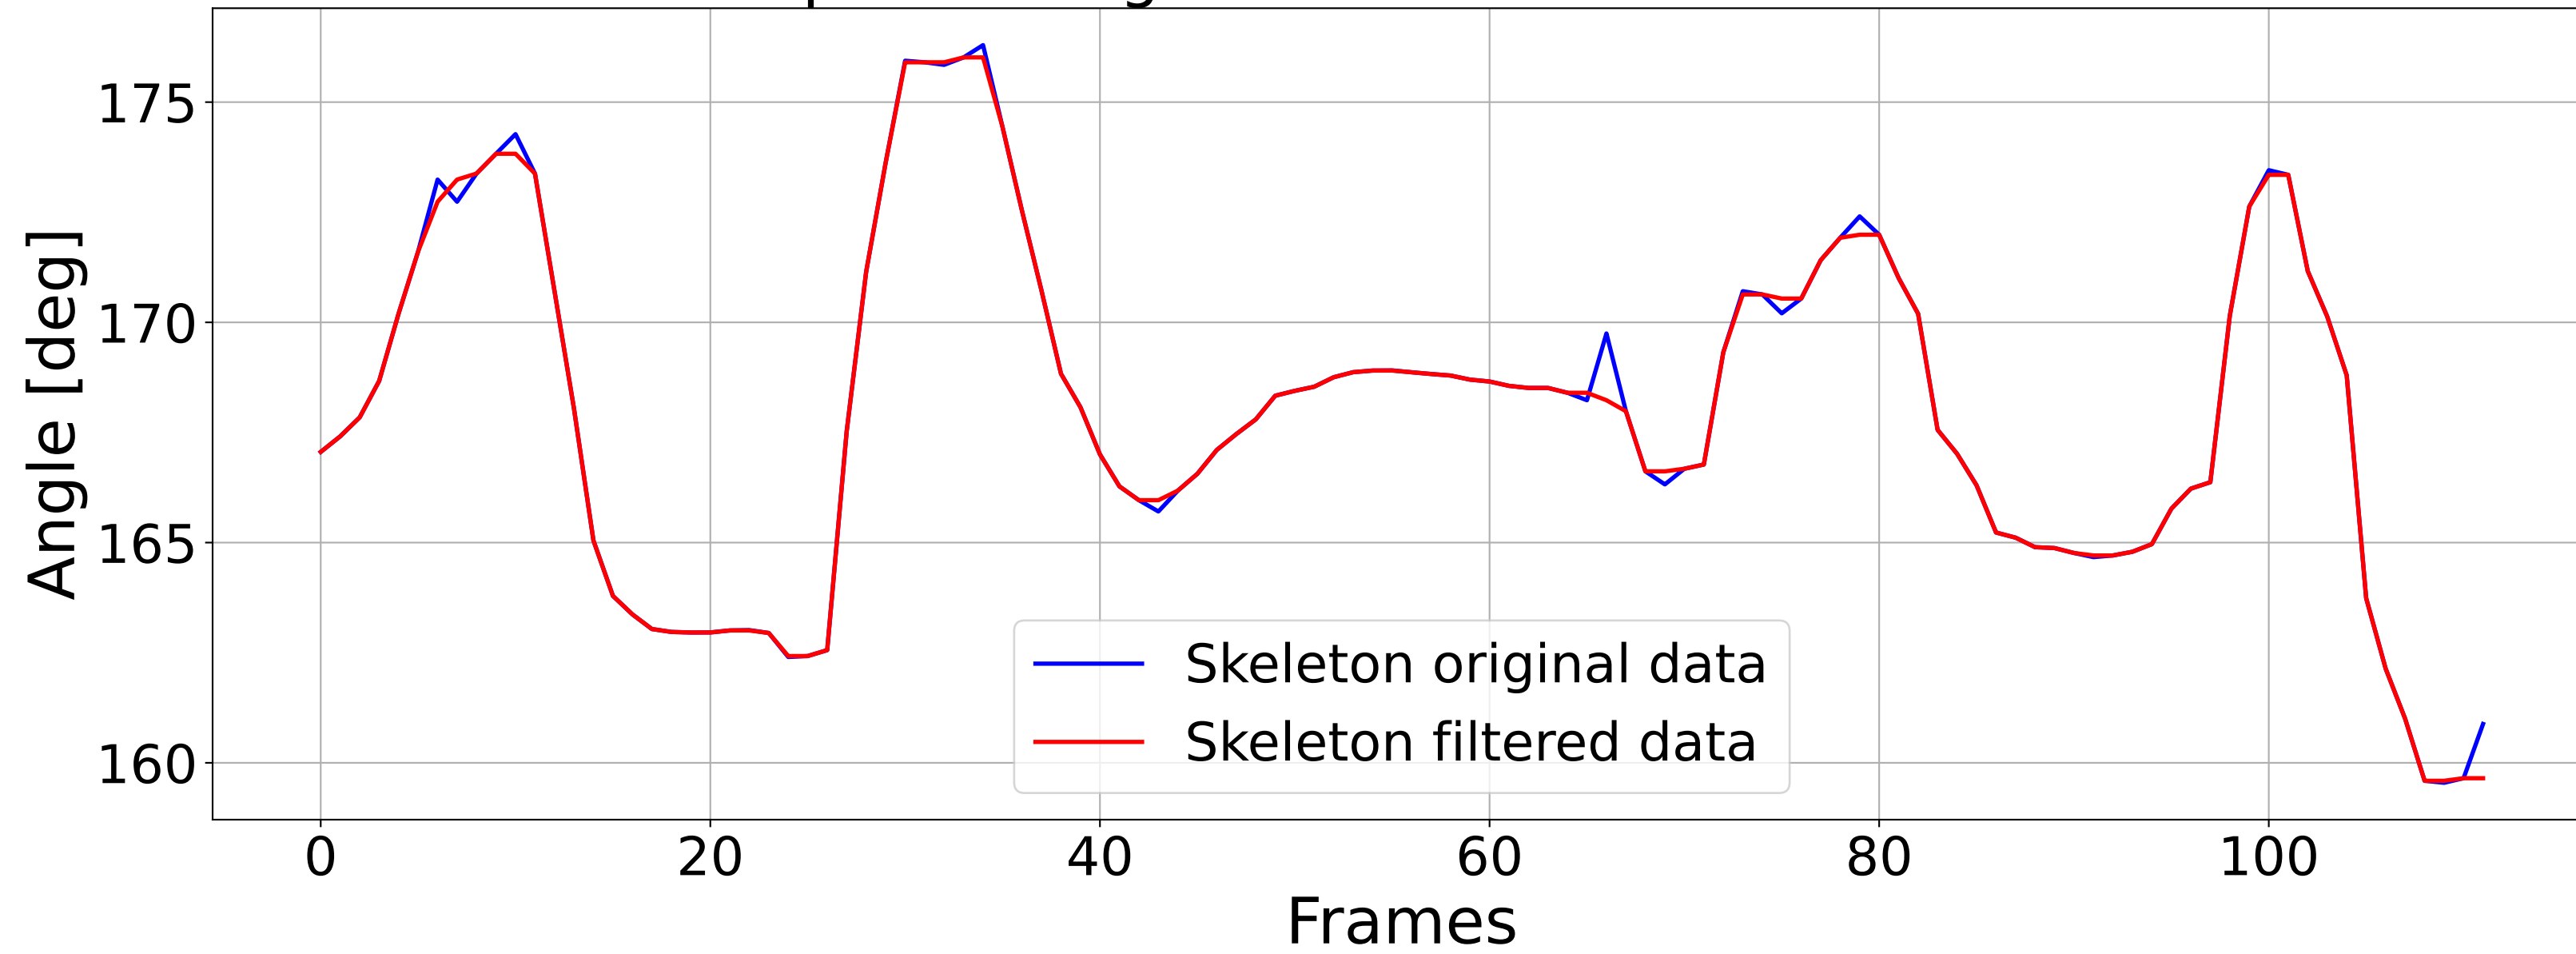 Angle [deg]
175
170
165
160
Skeleton original data
Skeleton filtered data
0 20 40 60 80 100
Frames